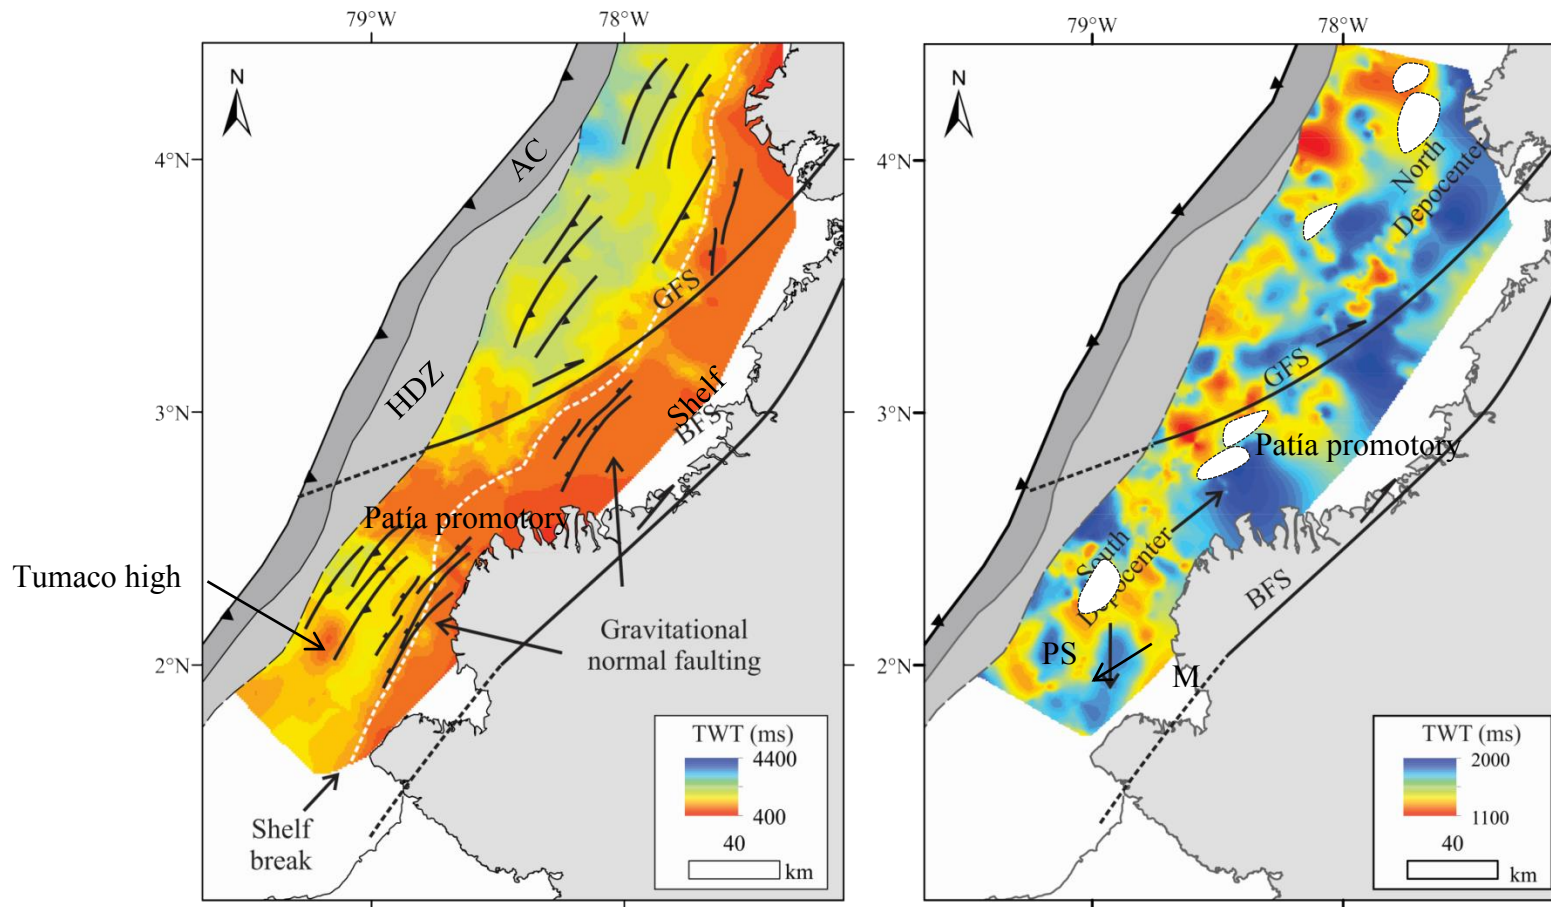 79°W
78°W
N
4°N
3°N
2°N
AC
HDZ
GFS
Shelf
BFS
Patía promotory
Tumaco high
Gravitational
normal faulting
Shelf
break
TWT (ms)
4400
400
40
km
79°W
78°W
N
4°N
3°N
2°N
North
Depocenter
GFS
Patía promotory
South
Depocenter
BFS
PS
M
TWT (ms)
2000
1100
40
km